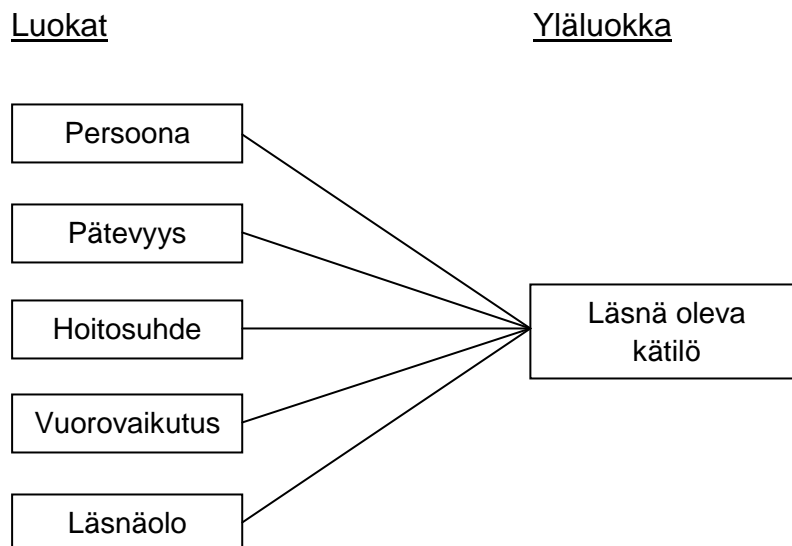 Luokat
Yläluokka
Persoona
Pätevyys
Hoitosuhde
Vuorovaikutus
Läsnäolo
Läsnä oleva
kätilö